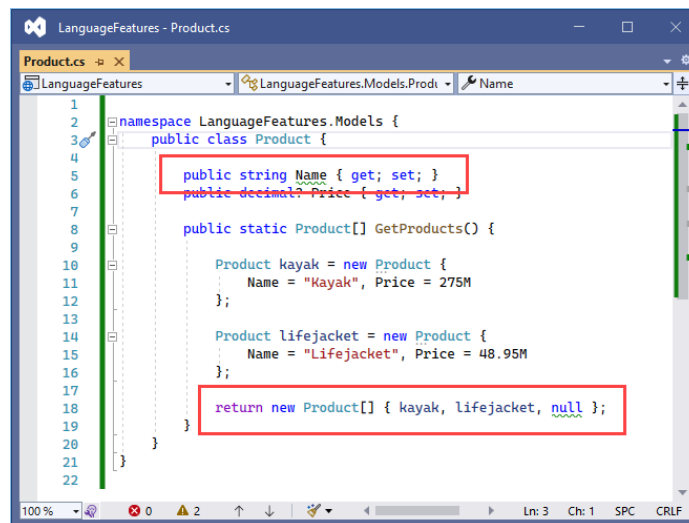 LanguageFeatures - Product.cs
Product.cs
LanguageFeatures LanguageFeatures.Models.Produ Name
1
2 namespace LanguageFeatures.Models {
3 public class Product {
4
5 public string Name { get; set; }
6 public decimal? Price { get; set; }
7
8 public static Product[] GetProducts() {
9
10 Product kayak = new Product {
11 Name = "Kayak", Price = 275M
12 };
13
14 Product lifejacket = new Product {
15 Name = "Lifejacket", Price = 48.95M
16 };
17
18 return new Product[] { kayak, lifejacket, null };
19 }
20 }
21 }
22
100 % 0 2 Ln: 3 Ch: 1 SPC CRLF